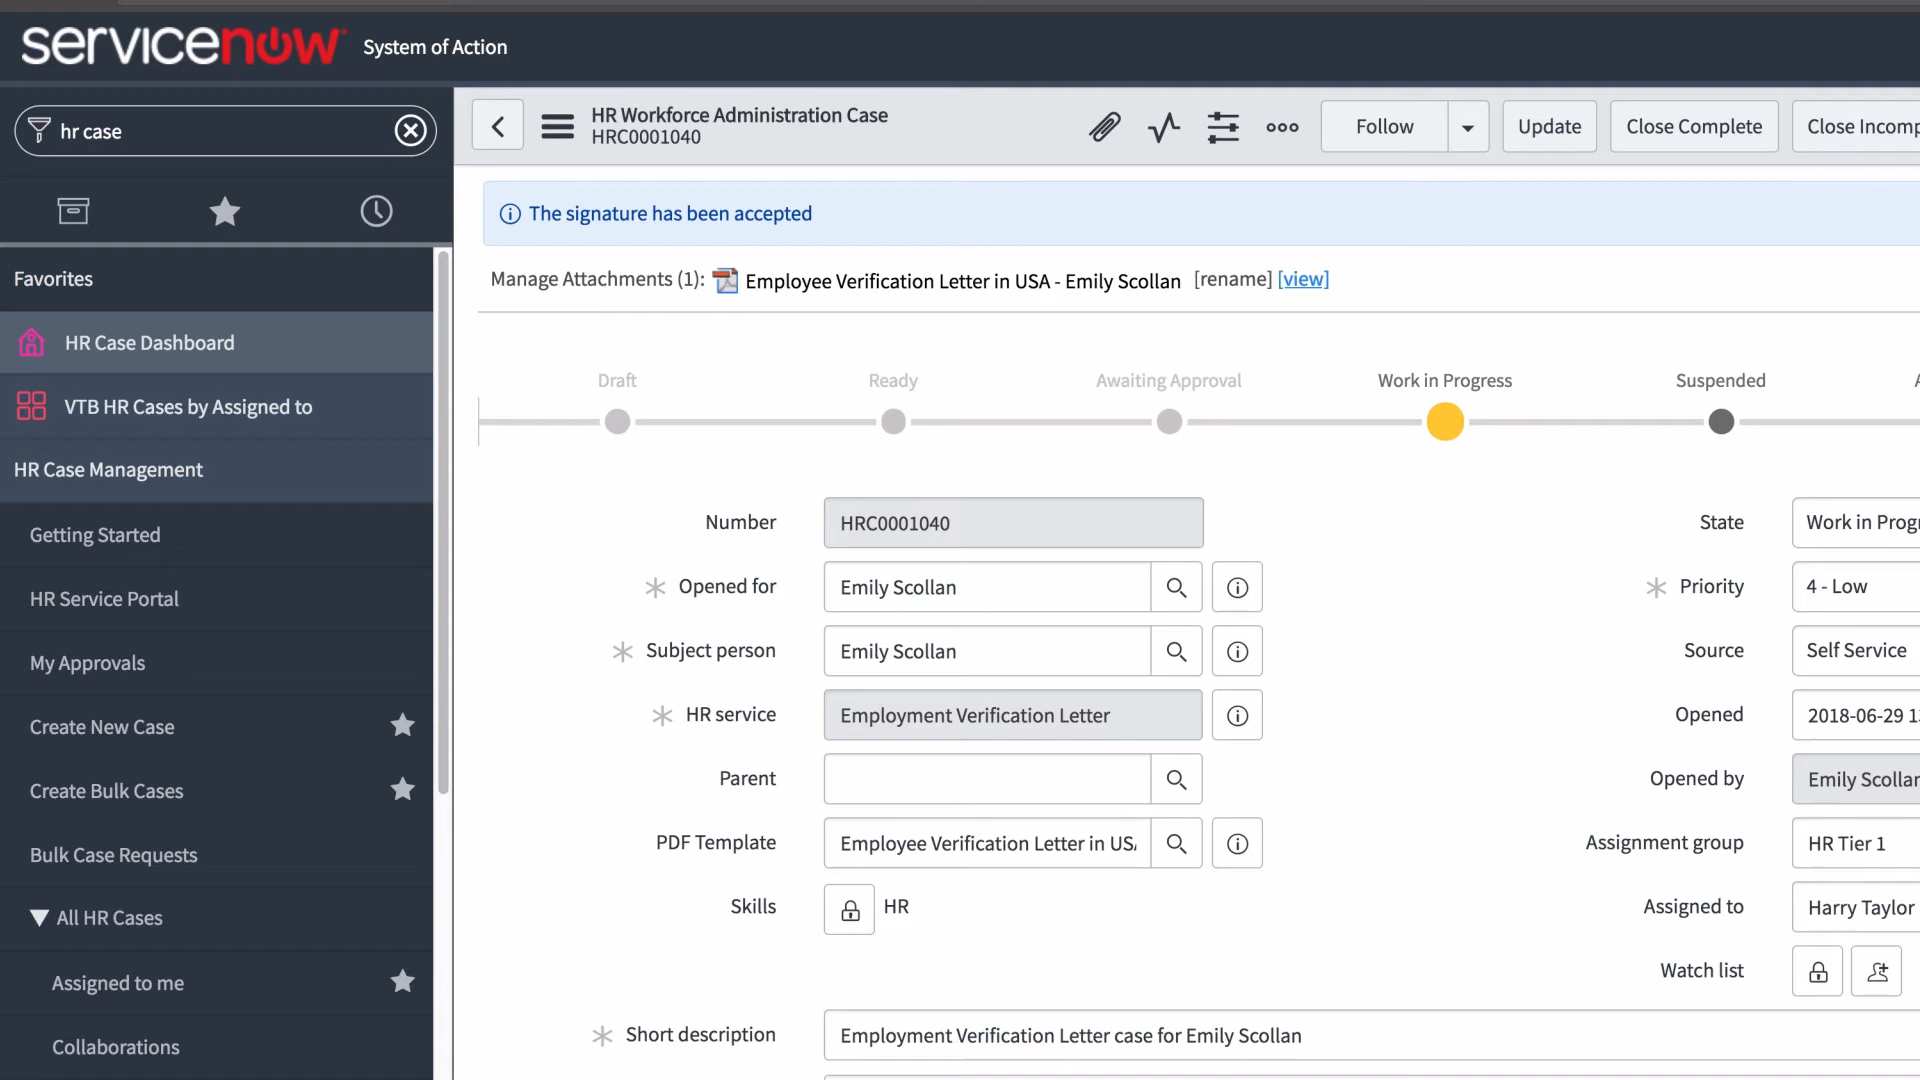 servicenow System of Action
hr case
HR Workforce Administration Case
HRC0001040
Follow
Update
Close Complete
Close Incomp
The signature has been accepted
Manage Attachments (1): Employee Verification Letter in USA - Emily Scollan [rename] [view]
Favorites
HR Case Dashboard
VTB HR Cases by Assigned to
HR Case Management
Getting Started
HR Service Portal
My Approvals
Create New Case
Create Bulk Cases
Bulk Case Requests
All HR Cases
Assigned to me
Collaborations
Draft
Ready
Awaiting Approval
Work in Progress
Suspended
Number HRC0001040
Opened for Emily Scollan
Subject person Emily Scollan
HR service Employment Verification Letter
Parent
PDF Template Employee Verification Letter in US
Skills HR
State Work in Prog
Priority 4 - Low
Source Self Service
Opened 2018-06-29 1
Opened by Emily Scollan
Assignment group HR Tier 1
Assigned to Harry Taylor
Watch list
Short description Employment Verification Letter case for Emily Scollan